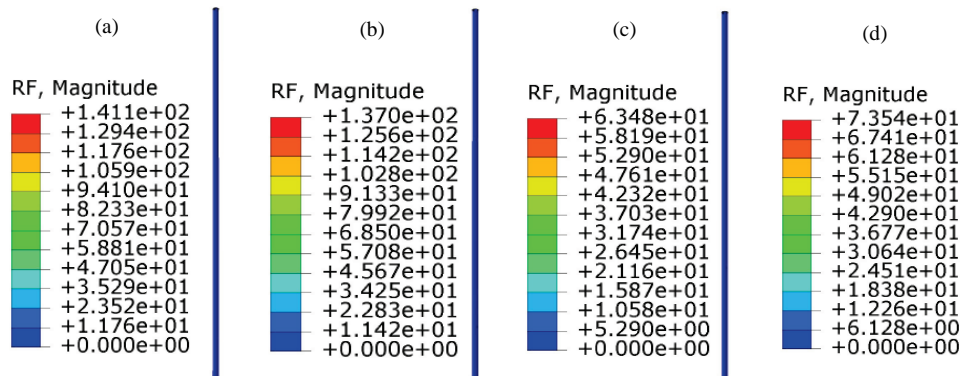 (a)
RF, Magnitude
+1.411e+02
+1.294e+02
+1.176e+02
+1.059e+02
+9.410e+01
+8.233e+01
+7.057e+01
+5.881e+01
+4.705e+01
+3.529e+01
+2.352e+01
+1.176e+01
+0.000e+00
(b)
RF, Magnitude
+1.370e+02
+1.256e+02
+1.142e+02
+1.028e+02
+9.133e+01
+7.992e+01
+6.850e+01
+5.708e+01
+4.567e+01
+3.425e+01
+2.283e+01
+1.142e+01
+0.000e+00
(c)
RF, Magnitude
+6.348e+01
+5.819e+01
+5.290e+01
+4.761e+01
+4.232e+01
+3.703e+01
+3.174e+01
+2.645e+01
+2.116e+01
+1.587e+01
+1.058e+01
+5.290e+00
+0.000e+00
(d)
RF, Magnitude
+7.354e+01
+6.741e+01
+6.128e+01
+5.515e+01
+4.902e+01
+4.290e+01
+3.677e+01
+3.064e+01
+2.451e+01
+1.838e+01
+1.226e+01
+6.128e+00
+0.000e+00